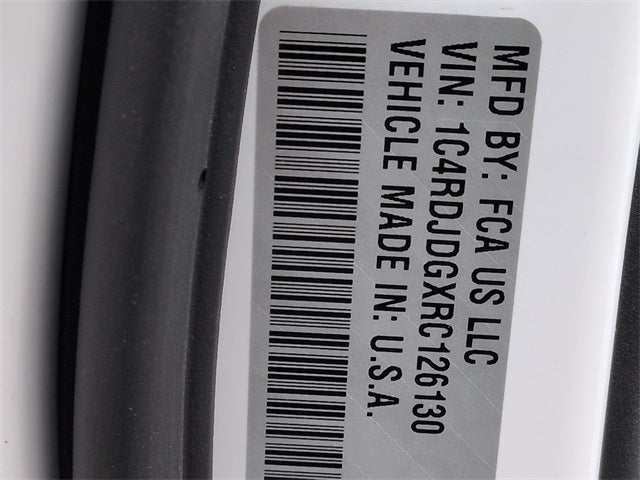 MFD BY: FCA US LLC
VIN: 1C4RDJDGXRC126130
VEHICLE MADE IN: U.S.A.